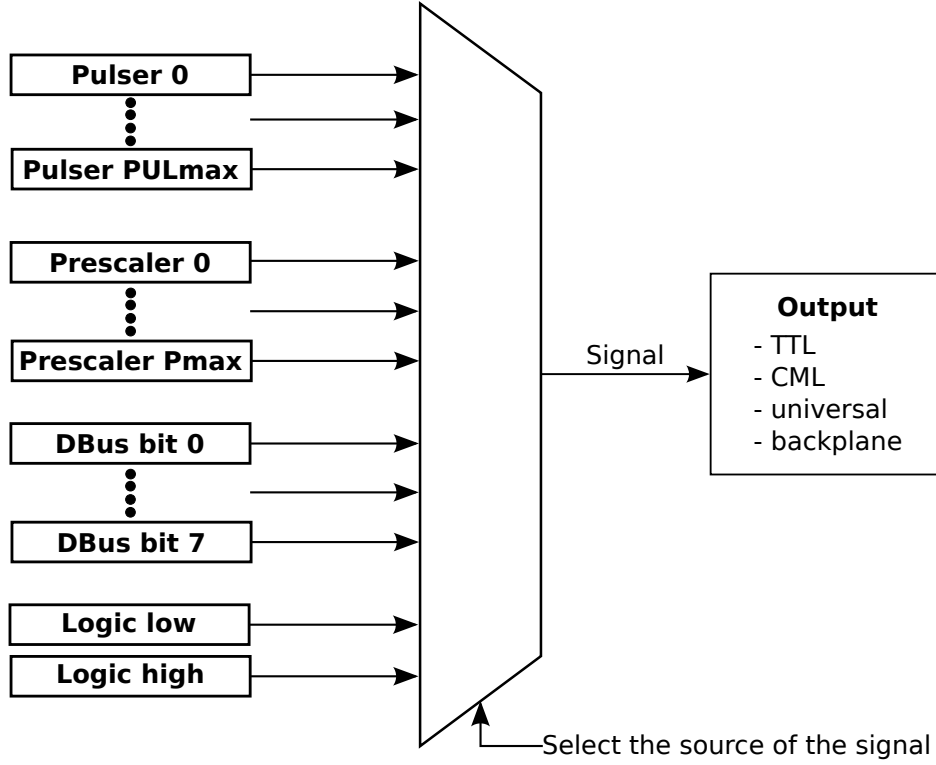 Pulser 0
Pulser PULmax
Prescaler 0
Prescaler Pmax
DBus bit 0
DBus bit 7
Logic low
Logic high
Signal
Output
- TTL
- CML
- universal
- backplane
Select the source of the signal